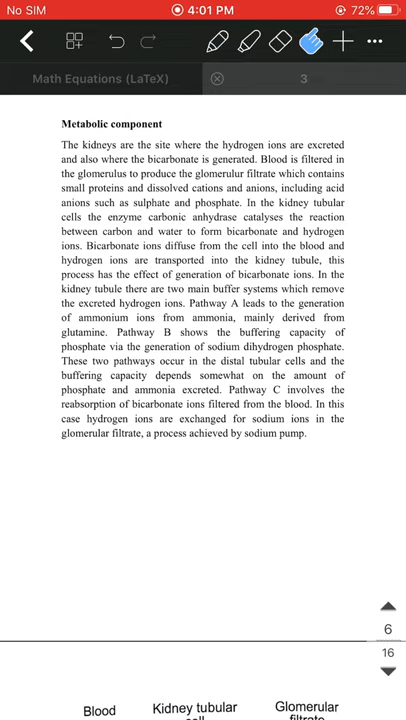 No SIM
4:01 PM
72%
Math Equations (LaTeX)
3
Metabolic component
The kidneys are the site where the hydrogen ions are excreted
and also where the bicarbonate is generated. Blood is filtered in
the glomerulus to produce the glomerulur filtrate which contains
small proteins and dissolved cations and anions, including acid
anions such as sulphate and phosphate. In the kidney tubular
cells the enzyme carbonic anhydrase catalyses the reaction
between carbon and water to form bicarbonate and hydrogen
ions. Bicarbonate ions diffuse from the cell into the blood and
hydrogen ions are transported into the kidney tubule, this
process has the effect of generation of bicarbonate ions. In the
kidney tubule there are two main buffer systems which remove
the excreted hydrogen ions. Pathway A leads to the generation
of ammonium ions from ammonia, mainly derived from
glutamine. Pathway B shows the buffering capacity of
phosphate via the generation of sodium dihydrogen phosphate.
These two pathways occur in the distal tubular cells and the
buffering capacity depends somewhat on the amount of
phosphate and ammonia excreted. Pathway C involves the
reabsorption of bicarbonate ions filtered from the blood. In this
case hydrogen ions are exchanged for sodium ions in the
glomerular filtrate, a process achieved by sodium pump.
6
16
Blood
Kidney tubular
cell
Glomerular
filtrate